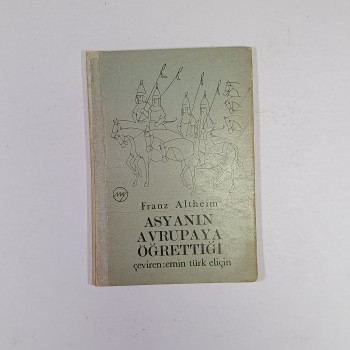 Franz Altheim
ASYANIN
AVRUPAYA
ÖĞRETTİĞİ
çeviren:emin türk eliçin